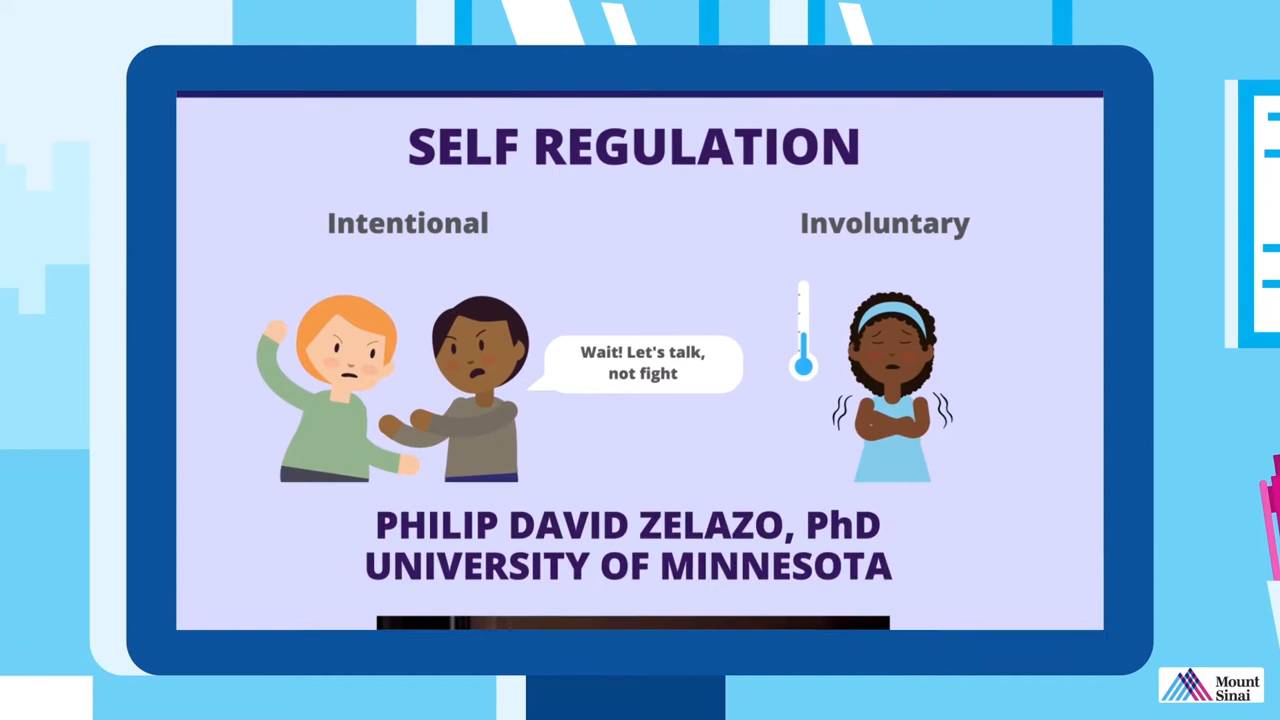 SELF REGULATION
Intentional
Involuntary
Wait! Let's talk,
not fight
PHILIP DAVID ZELAZO, PhD
UNIVERSITY OF MINNESOTA
Mount
Sinai